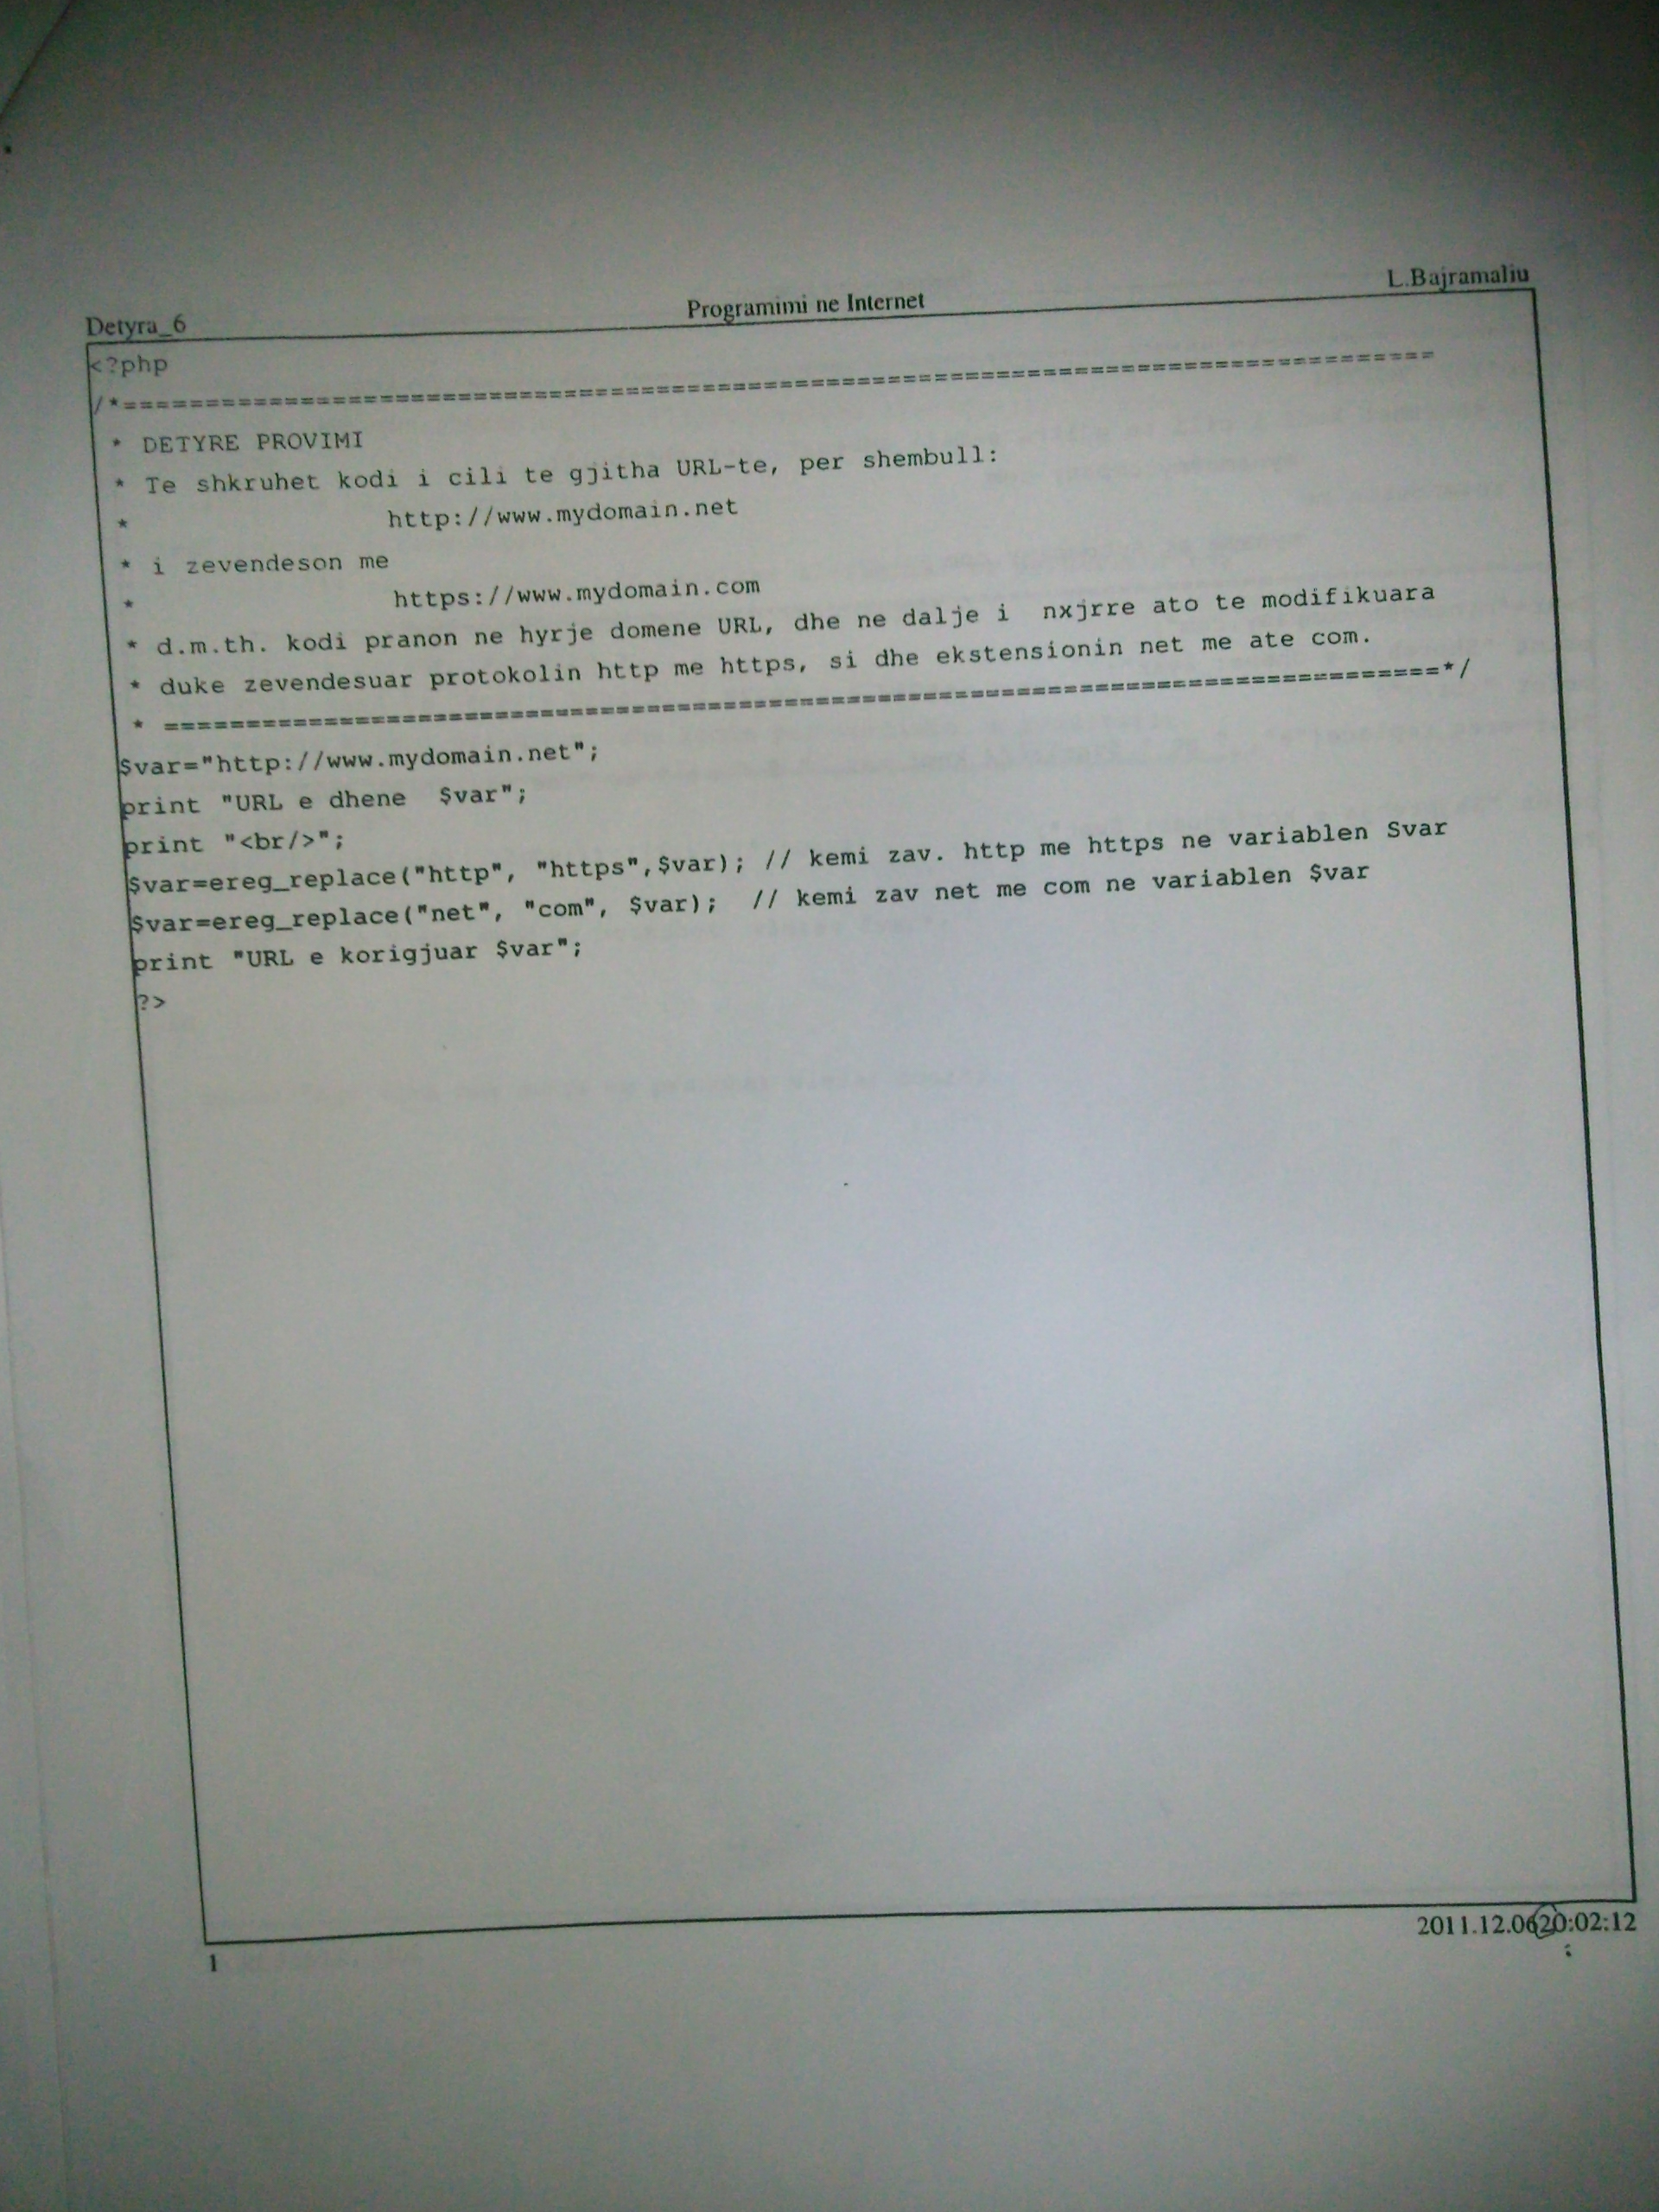 Detyra_6 Programimi ne Internet L.Bajramaliu
<?php
/*================================================================================
* DETYRE PROVIMI
* Te shkruhet kodi i cili te gjitha URL-te, per shembull:
* http://www.mydomain.net
* i zevendeson me
* https://www.mydomain.com
* d.m.th. kodi pranon ne hyrje domene URL, dhe ne dalje i nxjrre ato te modifikuara
* duke zevendesuar protokolin http me https, si dhe ekstensionin net me ate com.
* ==============================================================================*/
$var="http://www.mydomain.net";
print "URL e dhene $var";
print "<br/>";
$var=ereg_replace("http", "https",$var); // kemi zav. http me https ne variablen $var
$var=ereg_replace("net", "com", $var); // kemi zav net me com ne variablen $var
print "URL e korigjuar $var";
?>
1 2011.12.06 20:02:12